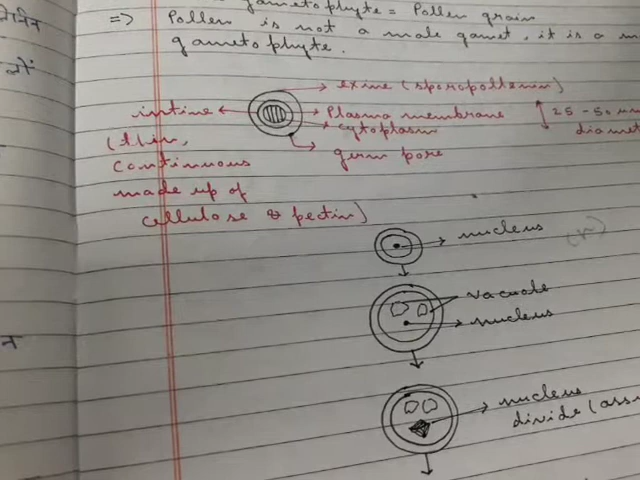 gametophyte = Pollen grain
=> Pollen is not a male gamet, it is a
gametophyte.
exine (sporopollenin)
intine
Plasma membrane
25 - 50
cytoplasm
(thin,
germ pore
continuous
made up of
cellulose & pectin)
nucleus
vacuole
nucleus
nucleus
divide